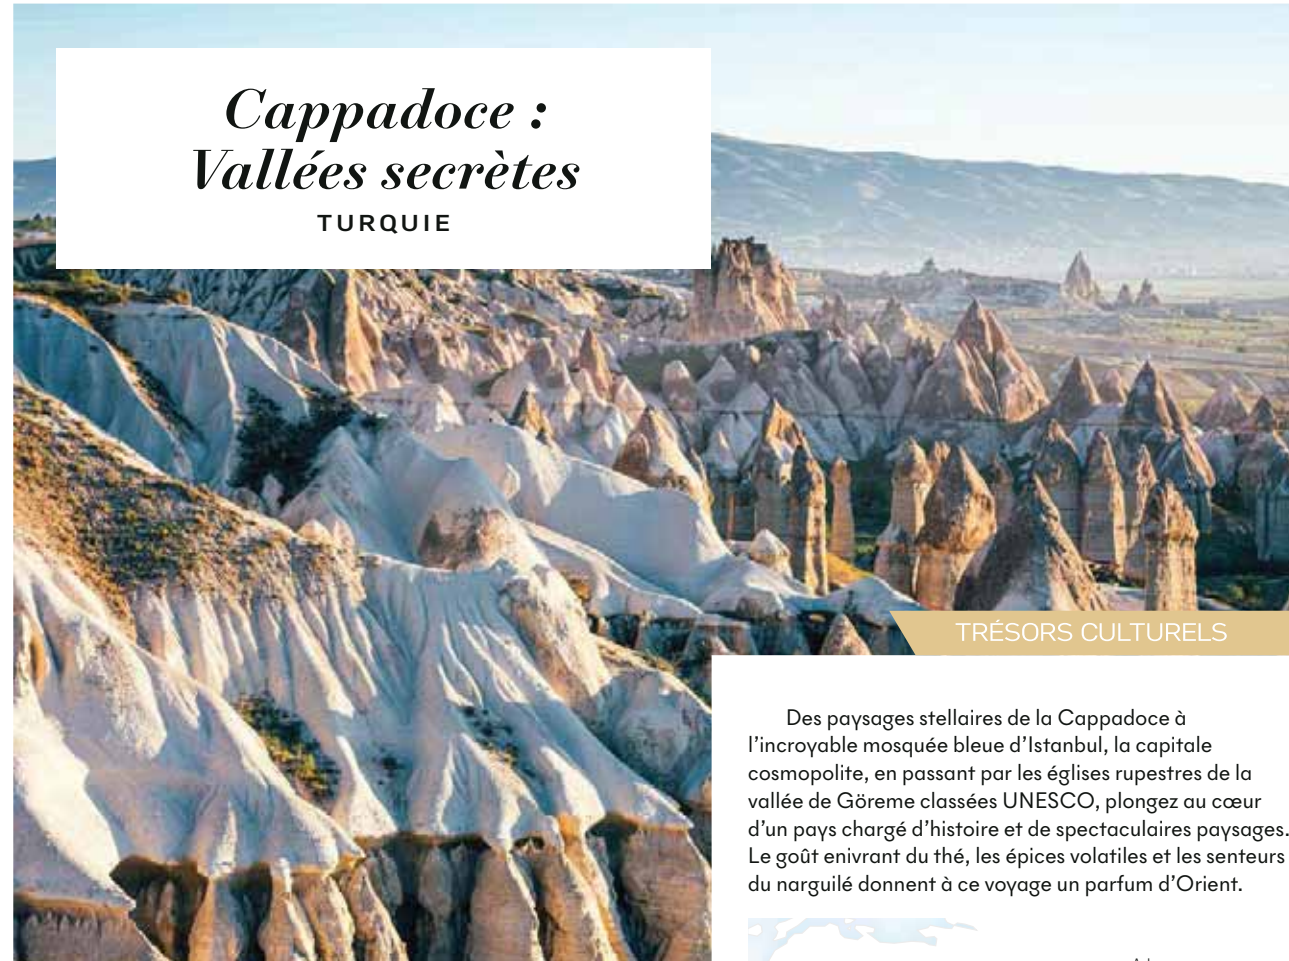 Cappadoce :
Vallées secrètes
TURQUIE
TRÉSORS CULTURELS
Des paysages stellaires de la Cappadoce à
l’incroyable mosquée bleue d’Istanbul, la capitale
cosmopolite, en passant par les églises rupestres de la
vallée de Göreme classées UNESCO, plongez au cœur
d’un pays chargé d’histoire et de spectaculaires paysages.
Le goût enivrant du thé, les épices volatiles et les senteurs
du narguilé donnent à ce voyage un parfum d’Orient.